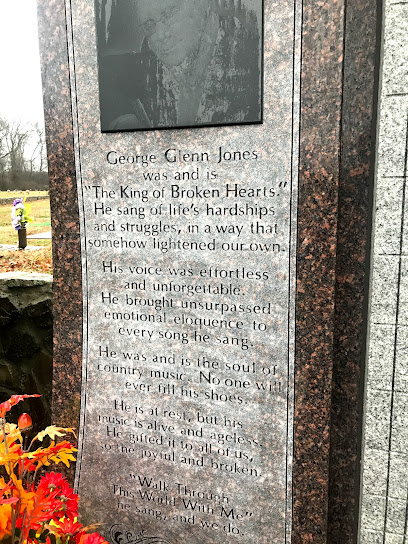 George Glenn Jones
was and is
"The King of Broken Hearts."
He sang of life's hardships
and struggles, in a way that
somehow lightened our own.
His voice was effortless
and unforgettable.
He brought unsurpassed
emotional eloquence to
every song he sang.
He was and is the soul of
country music. No one will
ever fill his shoes.
He is at rest, but his
music is alive and ageless.
He gifted it to all of us,
to the joyful and broken.
"Walk Through
This World With Me"
he sang, and we do.